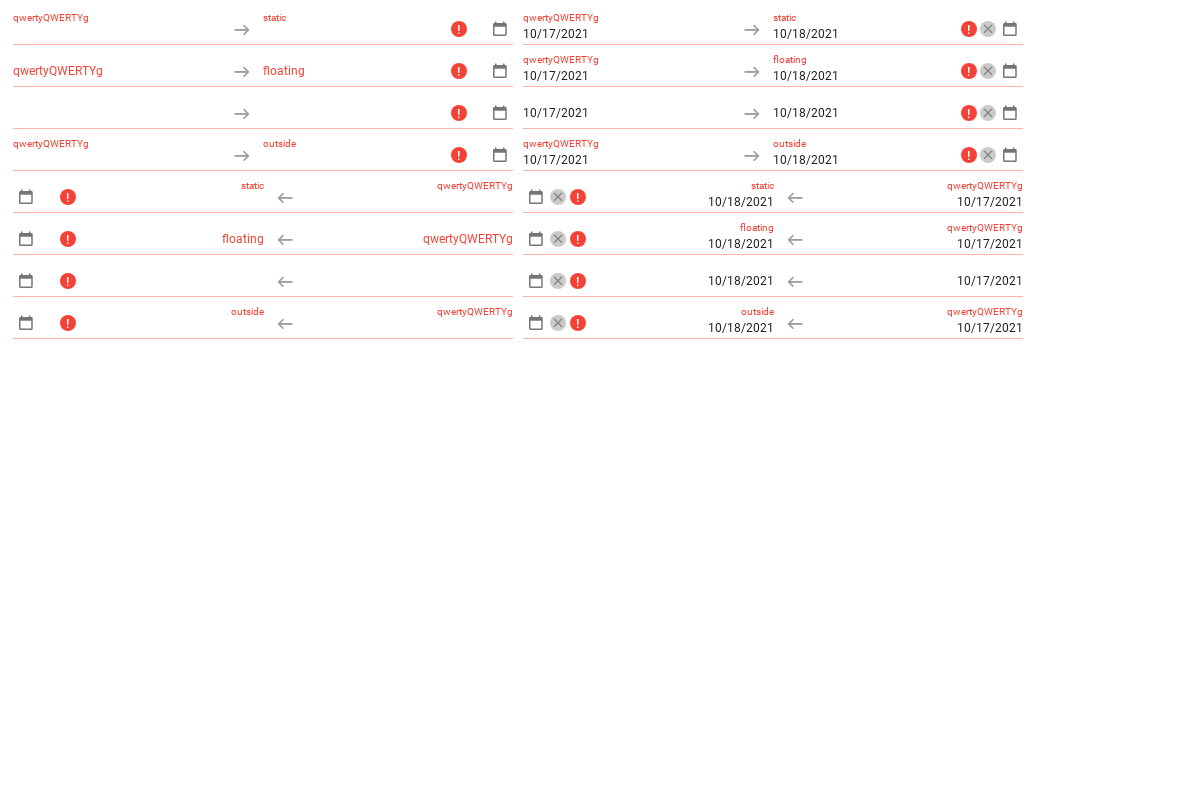 qwertyQWERTYg static qwertyQWERTYg static
10/17/2021 10/18/2021
qwertyQWERTYg floating qwertyQWERTYg floating
10/17/2021 10/18/2021
10/17/2021 10/18/2021
qwertyQWERTYg outside qwertyQWERTYg outside
10/17/2021 10/18/2021
static qwertyQWERTYg static qwertyQWERTYg
10/18/2021 10/17/2021
floating qwertyQWERTYg floating qwertyQWERTYg
10/18/2021 10/17/2021
10/18/2021 10/17/2021
outside qwertyQWERTYg outside qwertyQWERTYg
10/18/2021 10/17/2021